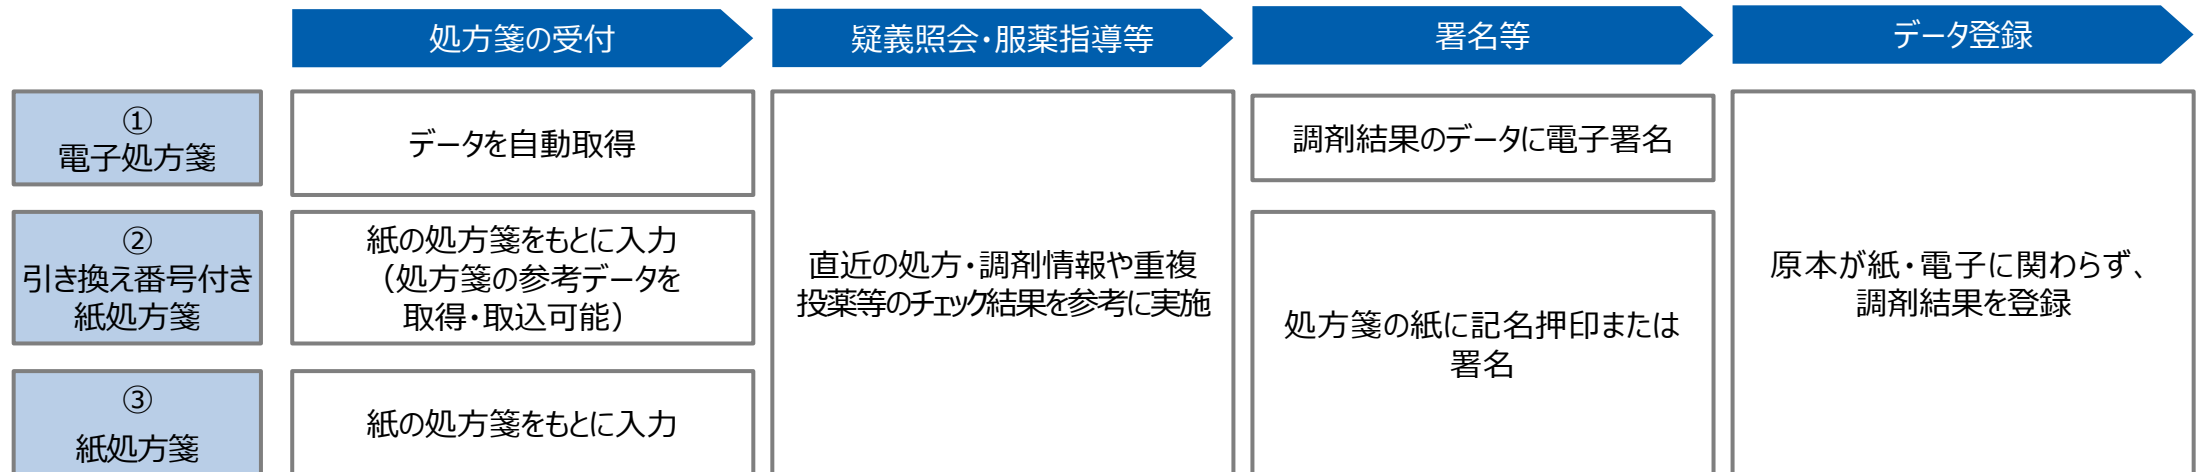 処方箋の受付
疑義照会・服薬指導等
署名等
データ登録
①
電子処方箋
データを自動取得
調剤結果のデータに電子署名
②
引き換え番号付き
紙処方箋
紙の処方箋をもとに入力
（処方箋の参考データを
取得・取込可能）
直近の処方・調剤情報や重複
投薬等のチェック結果を参考に実施
処方箋の紙に記名押印または
署名
原本が紙・電子に関わらず、
調剤結果を登録
③
紙処方箋
紙の処方箋をもとに入力